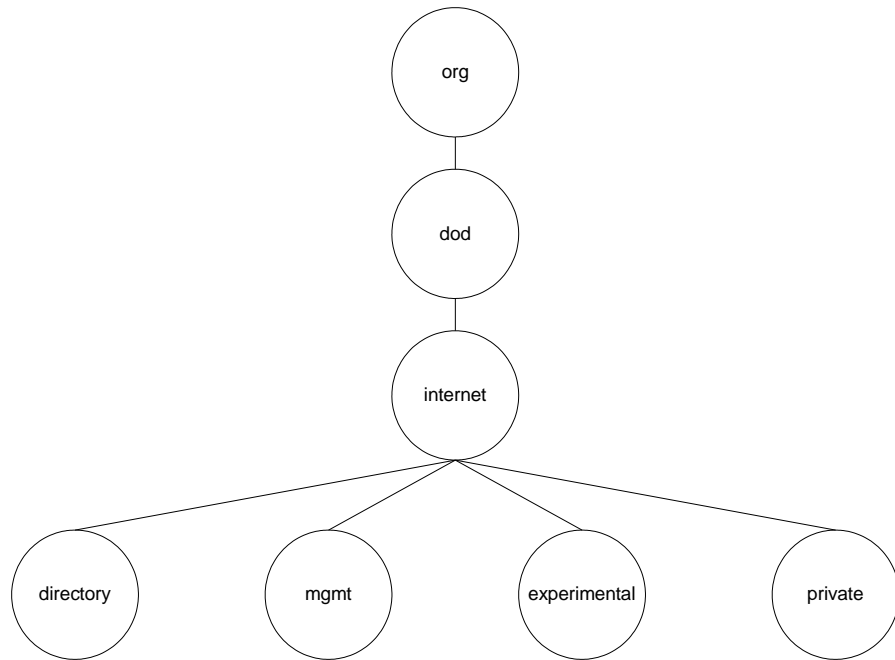 org
dod
internet
directory
mgmt
experimental
private